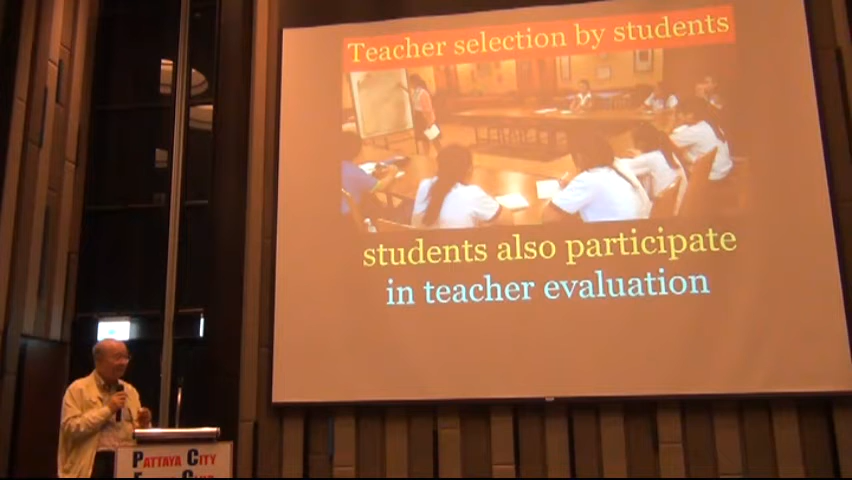 Teacher selection by students
students also participate
in teacher evaluation
PATTAYA CITY